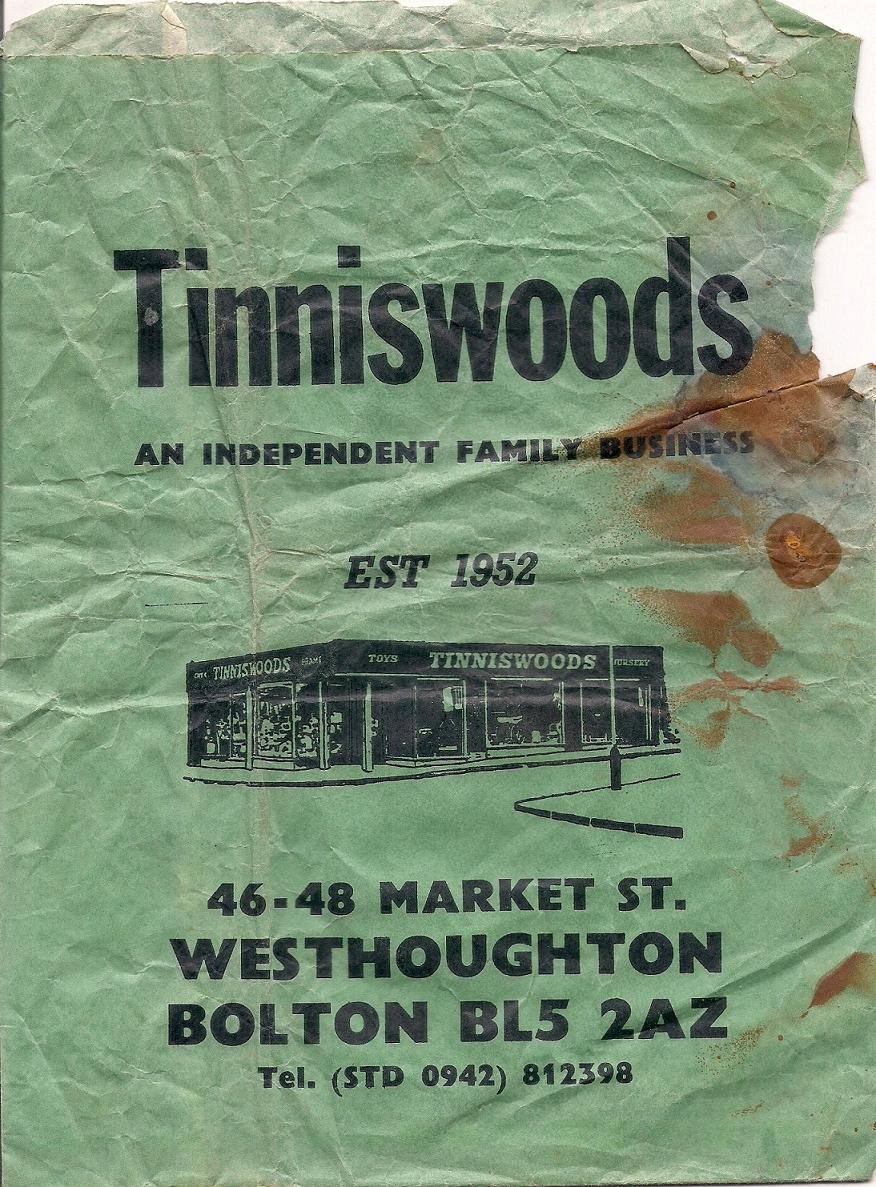 Tinniswoods
AN INDEPENDENT FAMILY BUSINESS
EST 1952
TINNISWOODS
TOYS TINNISWOODS
46-48 MARKET ST.
WESTHOUGHTON
BOLTON BL5 2AZ
Tel. (STD 0942) 812398